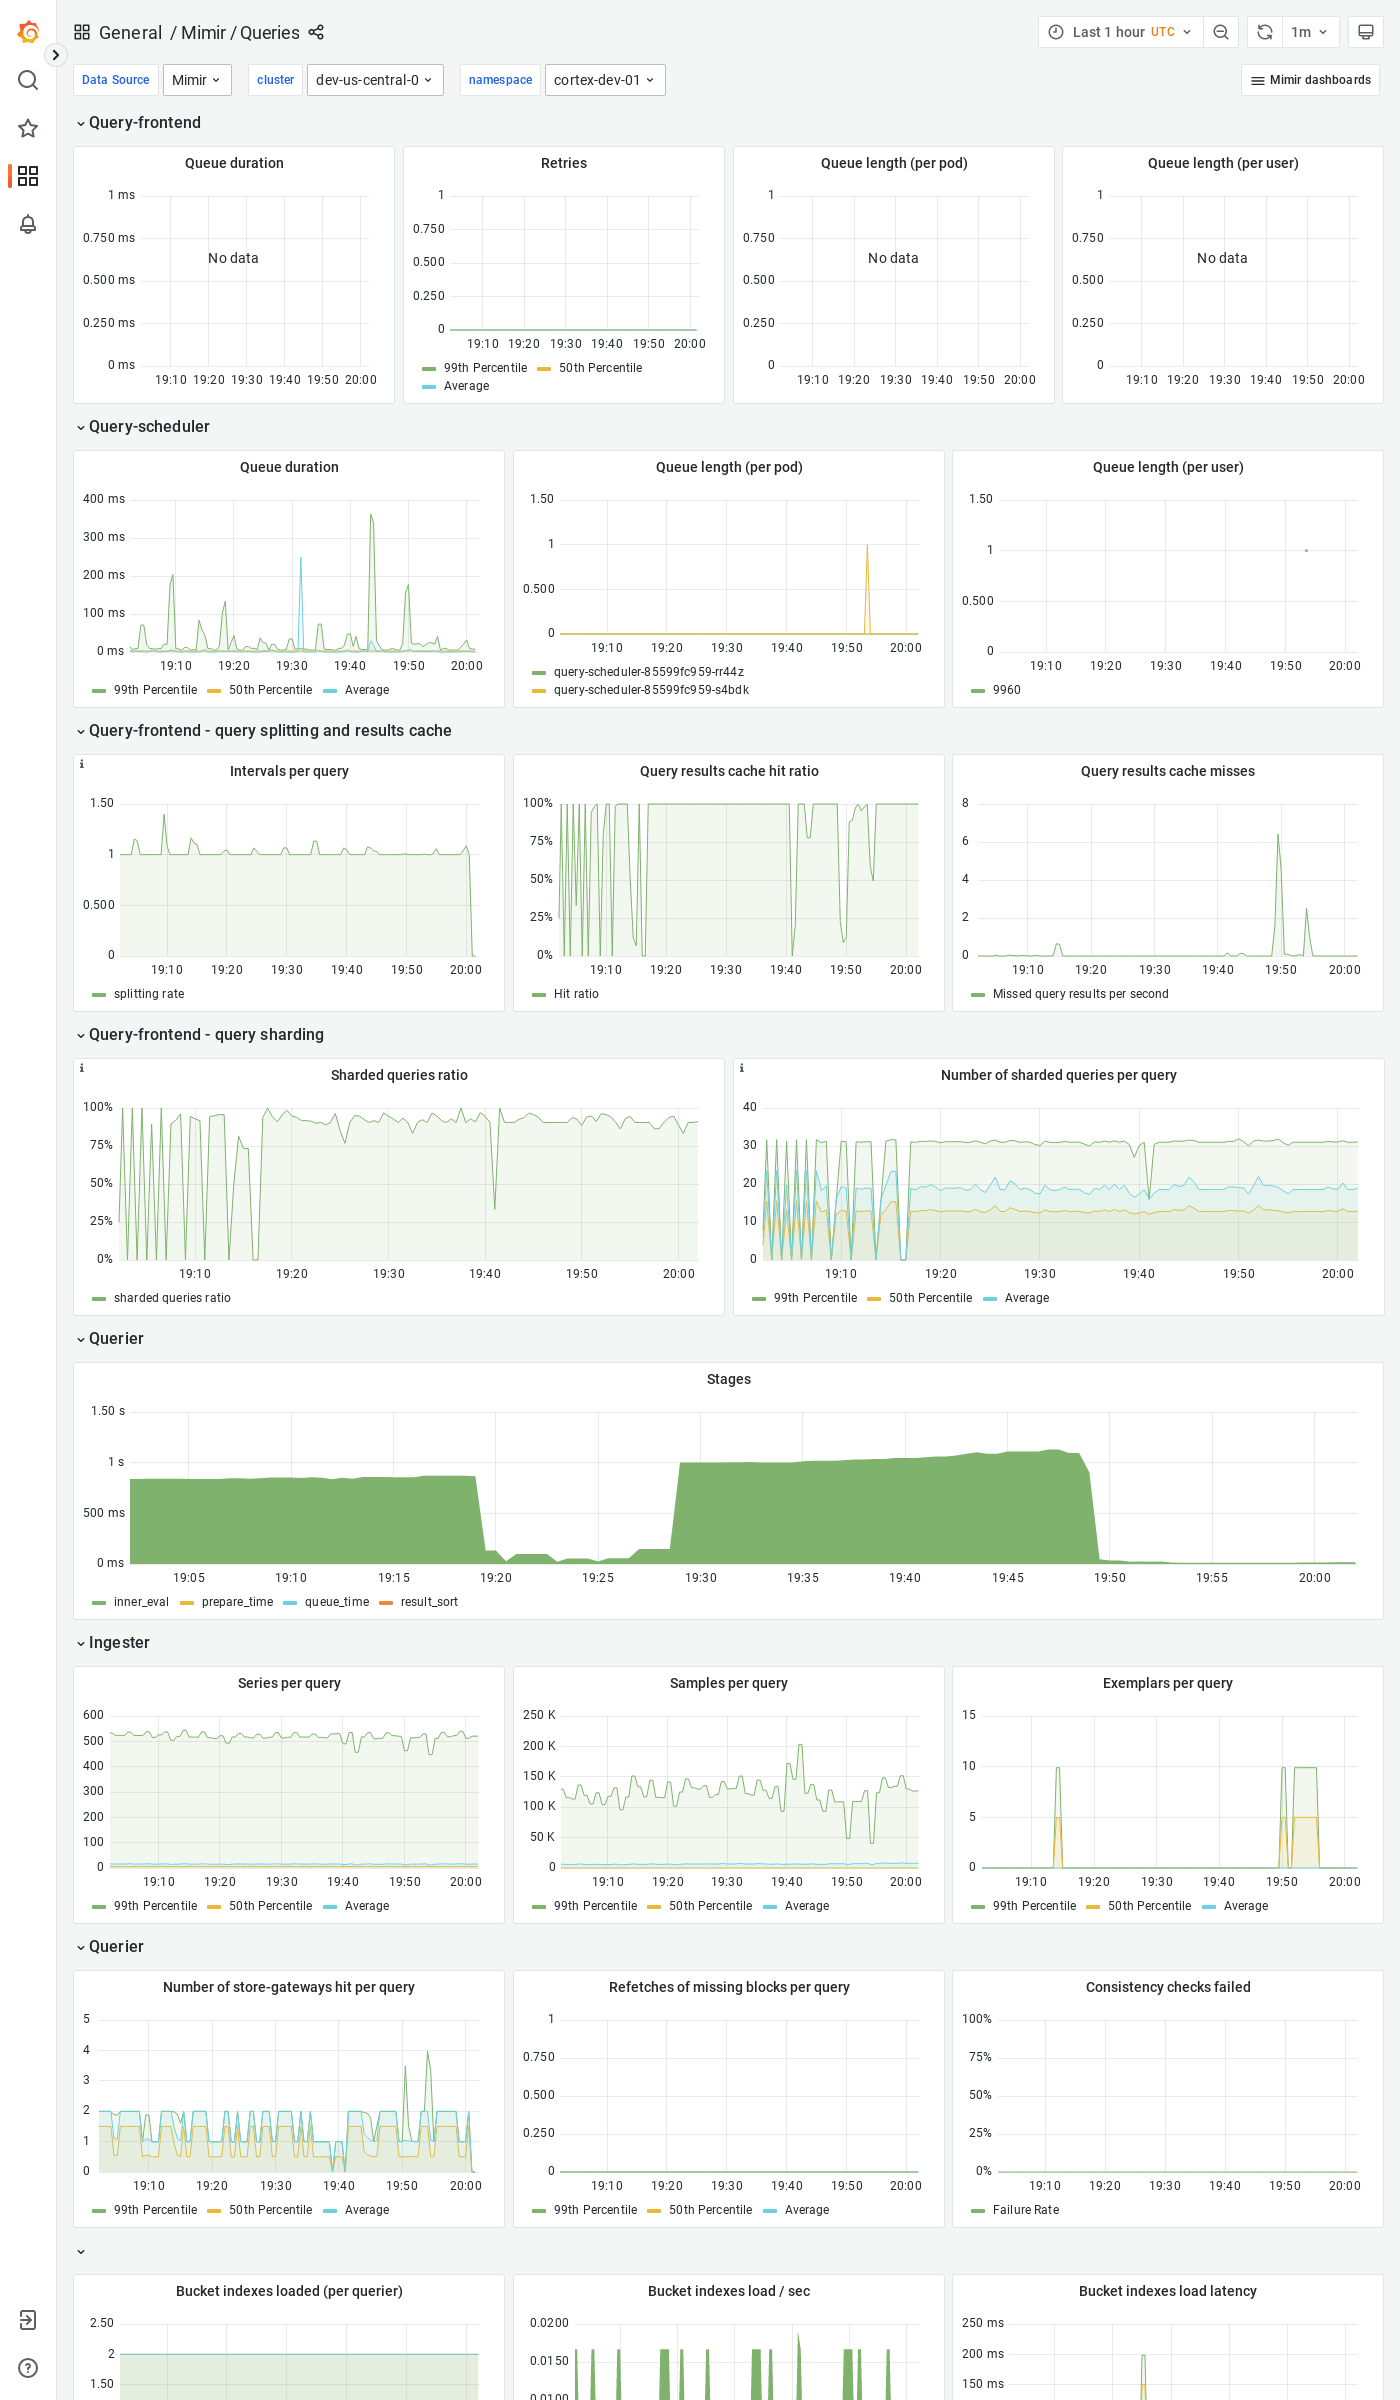 General / Mimir / Queries
Last 1 hour UTC
1m
Data Source Mimir cluster dev-us-central-0 namespace cortex-dev-01
Mimir dashboards
Query-frontend
Queue duration
1 ms
0.750 ms
0.500 ms
0.250 ms
0 ms
No data
19:10 19:20 19:30 19:40 19:50 20:00
Retries
1
0.750
0.500
0.250
0
19:10 19:20 19:30 19:40 19:50 20:00
99th Percentile 50th Percentile
Average
Queue length (per pod)
1
0.750
0.500
0.250
0
No data
19:10 19:20 19:30 19:40 19:50 20:00
Queue length (per user)
1
0.750
0.500
0.250
0
No data
19:10 19:20 19:30 19:40 19:50 20:00
Query-scheduler
Queue duration
400 ms
300 ms
200 ms
100 ms
0 ms
19:10 19:20 19:30 19:40 19:50 20:00
99th Percentile 50th Percentile Average
Queue length (per pod)
1.50
1
0.500
0
19:10 19:20 19:30 19:40 19:50 20:00
query-scheduler-85599fc959-rr44z
query-scheduler-85599fc959-s4bdk
Queue length (per user)
1.50
1
0.500
0
19:10 19:20 19:30 19:40 19:50 20:00
9960
Query-frontend - query splitting and results cache
Intervals per query
1.50
1
0.500
0
19:10 19:20 19:30 19:40 19:50 20:00
splitting rate
Query results cache hit ratio
100%
75%
50%
25%
0%
19:10 19:20 19:30 19:40 19:50 20:00
Hit ratio
Query results cache misses
8
6
4
2
0
19:10 19:20 19:30 19:40 19:50 20:00
Missed query results per second
Query-frontend - query sharding
Sharded queries ratio
100%
75%
50%
25%
0%
19:10 19:20 19:30 19:40 19:50 20:00
sharded queries ratio
Number of sharded queries per query
40
30
20
10
0
19:10 19:20 19:30 19:40 19:50 20:00
99th Percentile 50th Percentile Average
Querier
Stages
1.50 s
1 s
500 ms
0 ms
19:05 19:10 19:15 19:20 19:25 19:30 19:35 19:40 19:45 19:50 19:55 20:00
inner_eval prepare_time queue_time result_sort
Ingester
Series per query
600
500
400
300
200
100
0
19:10 19:20 19:30 19:40 19:50 20:00
99th Percentile 50th Percentile Average
Samples per query
250 K
200 K
150 K
100 K
50 K
0
19:10 19:20 19:30 19:40 19:50 20:00
99th Percentile 50th Percentile Average
Exemplars per query
15
10
5
0
19:10 19:20 19:30 19:40 19:50 20:00
99th Percentile 50th Percentile Average
Querier
Number of store-gateways hit per query
5
4
3
2
1
0
19:10 19:20 19:30 19:40 19:50 20:00
99th Percentile 50th Percentile Average
Refetches of missing blocks per query
1
0.750
0.500
0.250
0
19:10 19:20 19:30 19:40 19:50 20:00
99th Percentile 50th Percentile Average
Consistency checks failed
100%
75%
50%
25%
0%
19:10 19:20 19:30 19:40 19:50 20:00
Failure Rate
Bucket indexes loaded (per querier)
2.50
2
1.50
Bucket indexes load / sec
0.0200
0.0150
0.0100
Bucket indexes load latency
250 ms
200 ms
150 ms